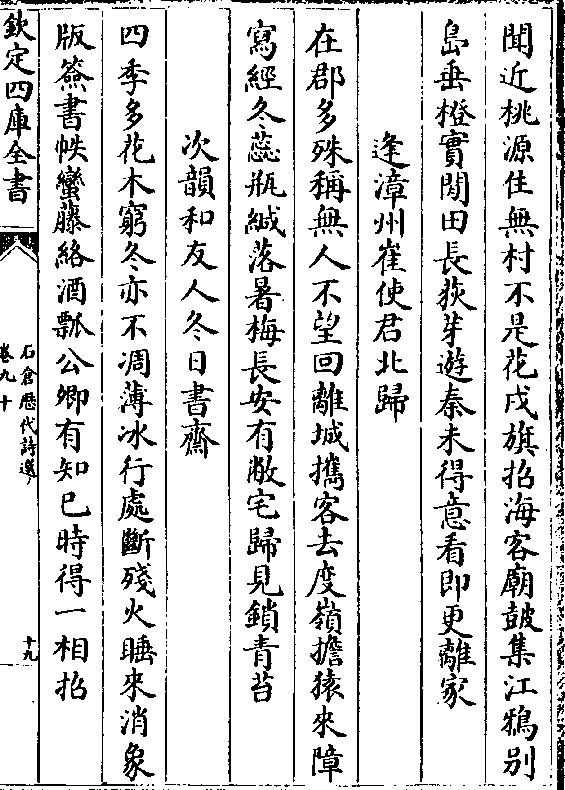 聞近桃源住無村不是花戍旗招海客廟鼓集江鴉別
島垂橙實閒田長荻芽遊秦未得意看即更離家
逢漳州崔使君北歸
在郡多殊稱無人不望回離城攜客去度嶺擔猿來障
寫經冬蕊瓶緘落暑梅長安有敝宅歸見鎖青苔
次韻和友人冬日書齋
四季多花木窮冬亦不凋薄冰行處斷殘火睡來消象
版簽書帙蠻藤絡酒瓢公卿有知已時得一相招
欽定四庫全書
石倉歷代詩選
卷九十
十九